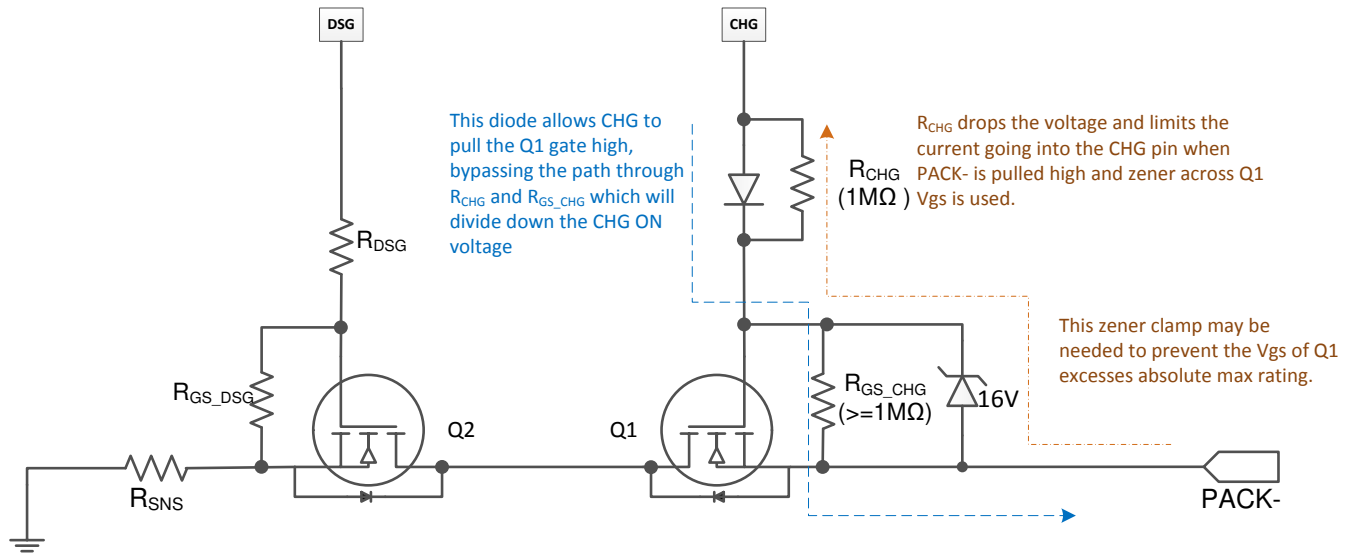 DSG
CHG
This diode allows CHG to
pull the Q1 gate high,
bypassing the path through
RCHG and RGS_CHG which will
divide down the CHG ON
voltage
RCHG
(1MΩ )
RCHG drops the voltage and limits the
current going into the CHG pin when
PACK- is pulled high and zener across Q1
Vgs is used.
RDSG
This zener clamp may be
needed to prevent the Vgs of Q1
excesses absolute max rating.
RGS_DSG
RGS_CHG
(>=1MΩ)
16V
Q2
Q1
RSNS
PACK-